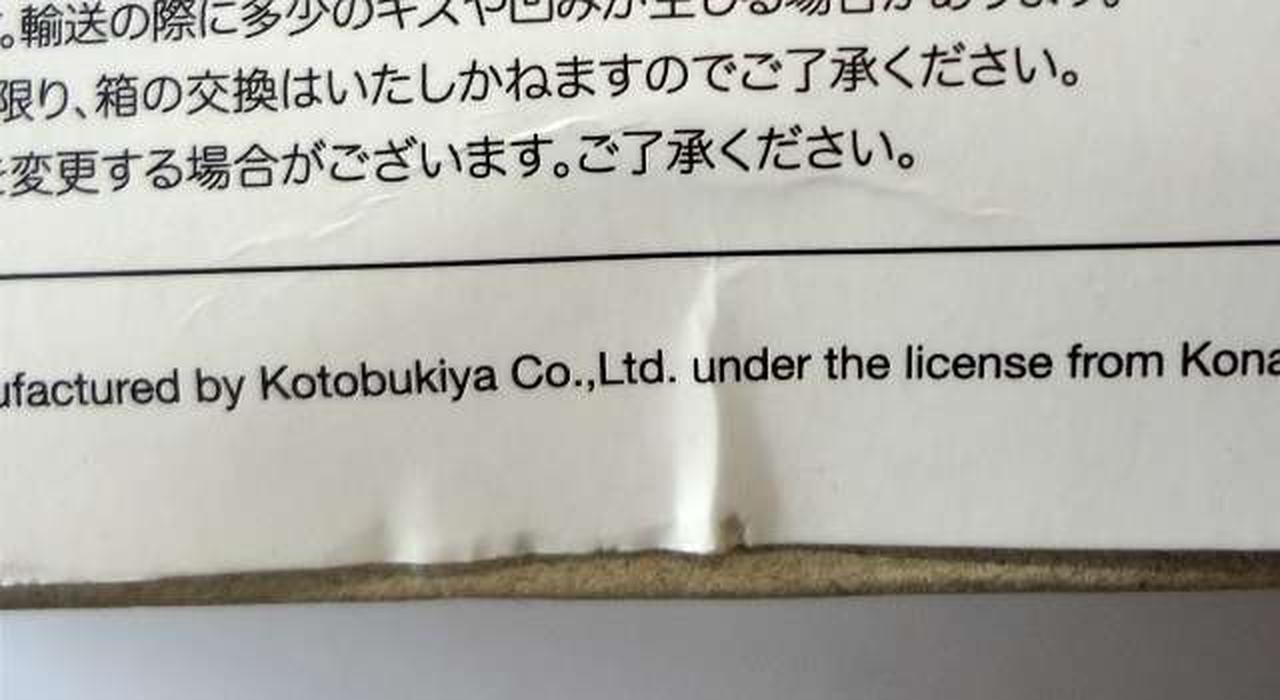 。輸送の際に多少のキズや凹みが生じる場合があります。
限り、箱の交換はいたしかねますのでご了承ください。
を変更する場合がございます。ご了承ください。
ufactured by Kotobukiya Co.,Ltd. under the license from Kona